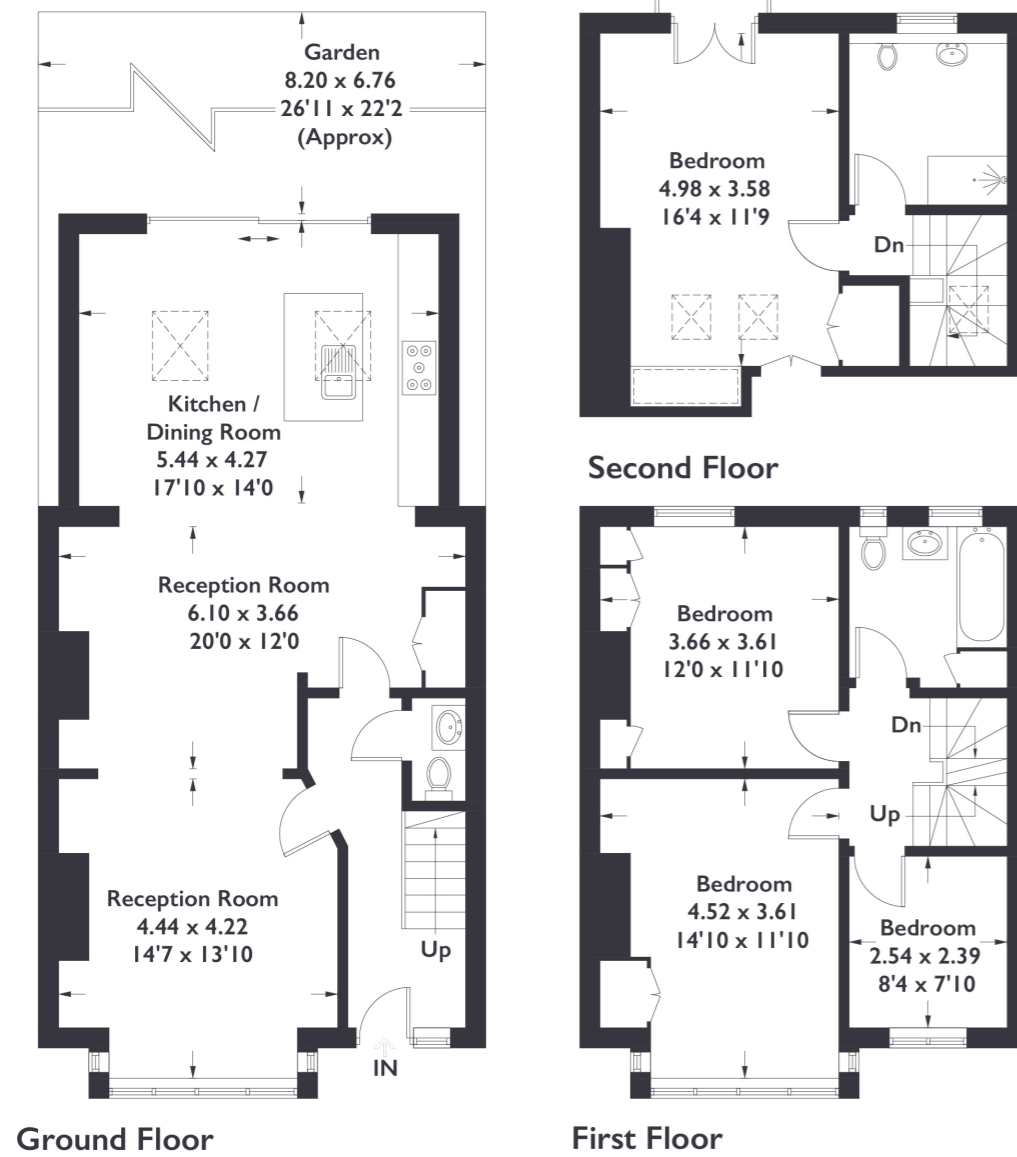 Garden
8.20 x 6.76
26'11 x 22'2
(Approx)
Kitchen /
Dining Room
5.44 x 4.27
17'10 x 14'0
Reception Room
6.10 x 3.66
20'0 x 12'0
Reception Room
4.44 x 4.22
14'7 x 13'10
Up
IN
Ground Floor
Bedroom
4.98 x 3.58
16'4 x 11'9
Dn
Second Floor
Bedroom
3.66 x 3.61
12'0 x 11'10
Dn
Up
Bedroom
4.52 x 3.61
14'10 x 11'10
Bedroom
2.54 x 2.39
8'4 x 7'10
First Floor